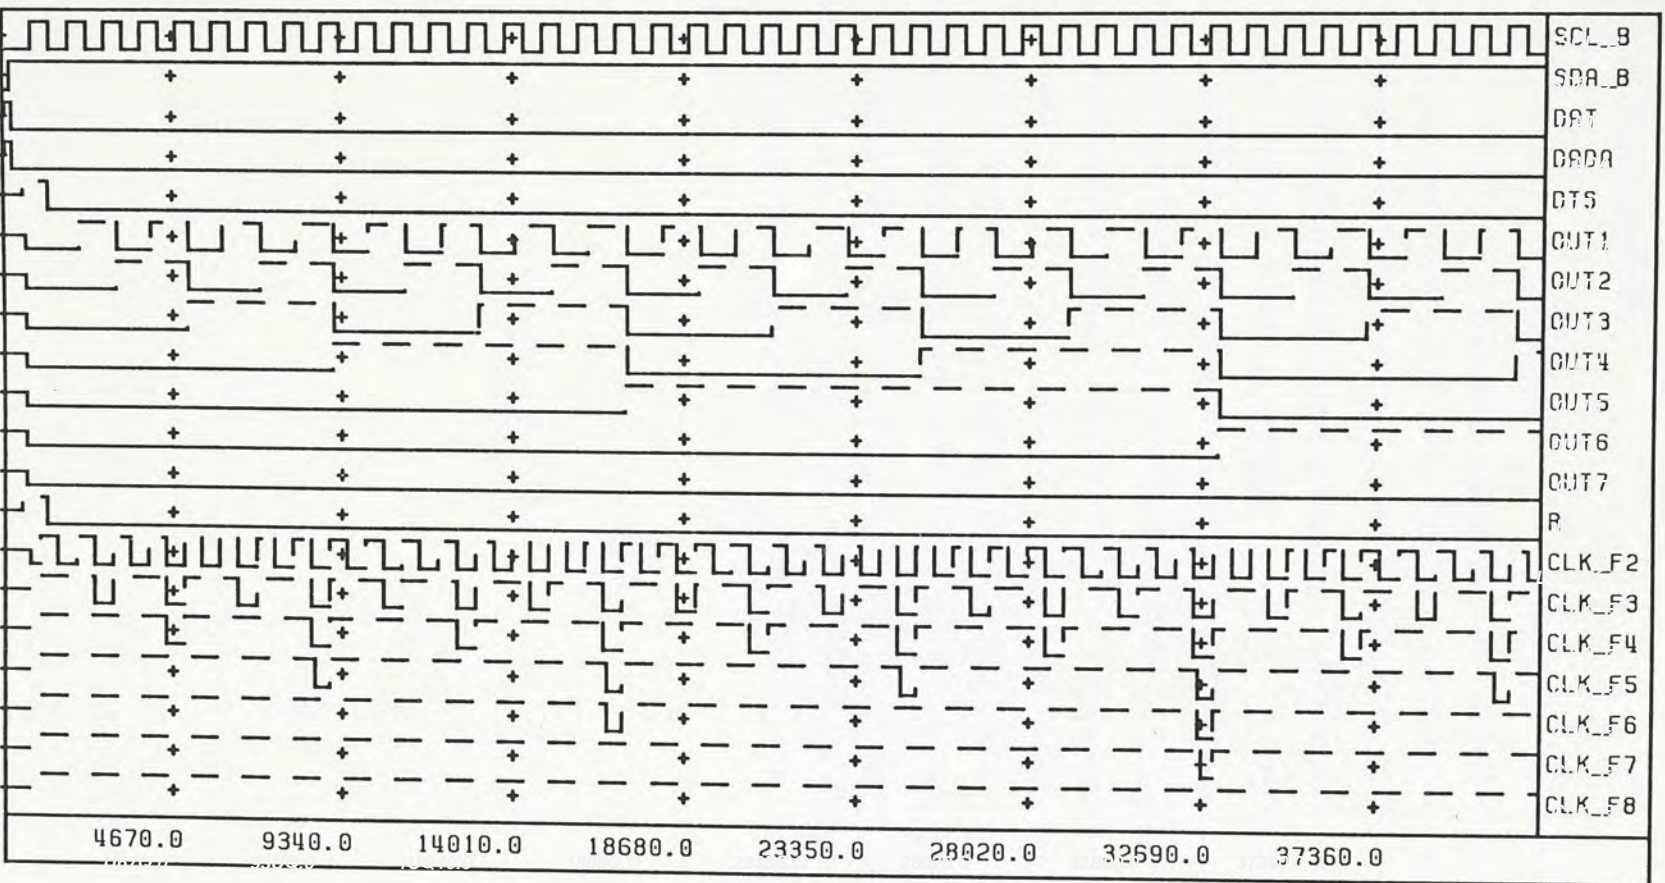 SCL_B
SDA_B
DAT
DADA
DTS
OUT1
OUT2
OUT3
OUT4
OUT5
OUT6
OUT7
R
CLK_F2
CLK_F3
CLK_F4
CLK_F5
CLK_F6
CLK_F7
CLK_F8
4670.0 9340.0 14010.0 18680.0 23350.0 28020.0 32690.0 37360.0